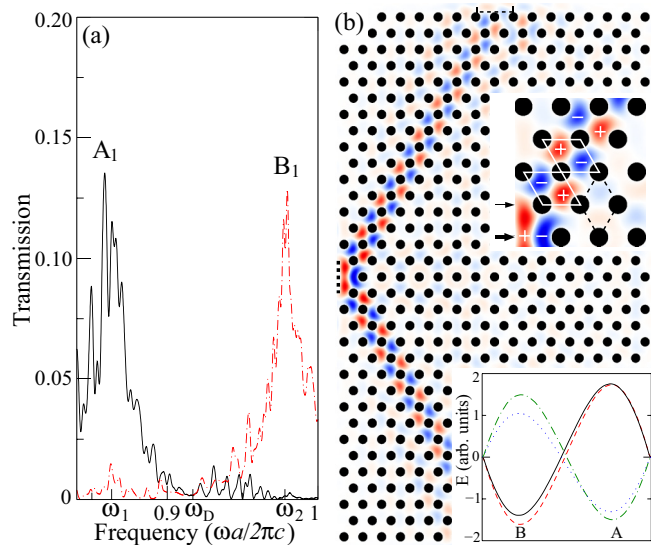 (a)
0.20
0.15
0.10
0.05
0
Transmission
A₁
B₁
ω₁ 0.9 ω_D ω₂ 1
Frequency (ωa/2πc)
(b)
−
+
+
−
−
+
+ −
E (arb. units)
2
1
0
−1
−2
B A